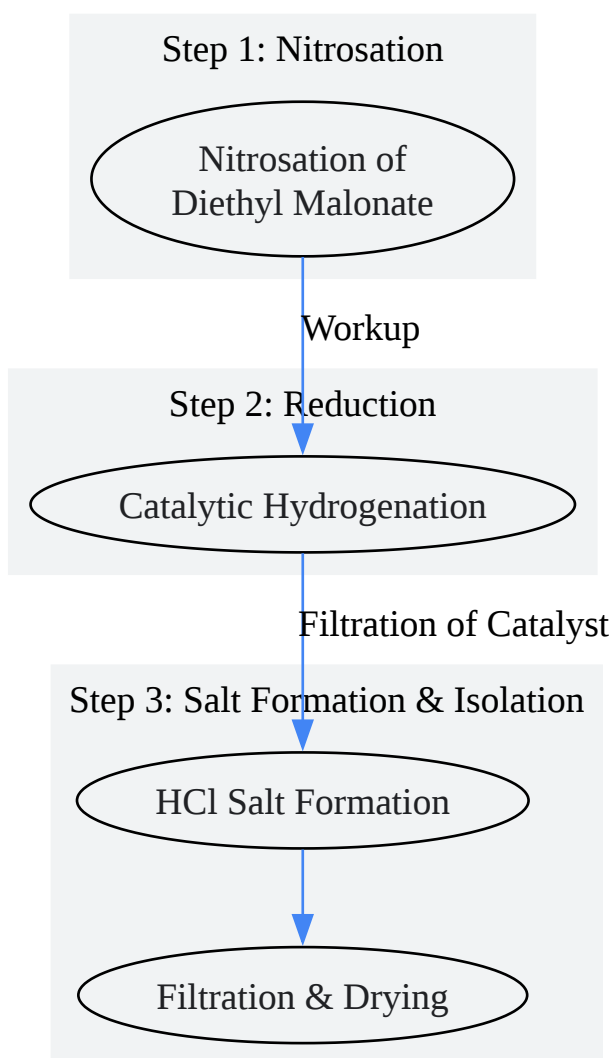 Step 1: Nitrosation
Nitrosation of
Diethyl Malonate
Workup
Step 2: Reduction
Catalytic Hydrogenation
Filtration of Catalyst
Step 3: Salt Formation & Isolation
HCl Salt Formation
Filtration & Drying